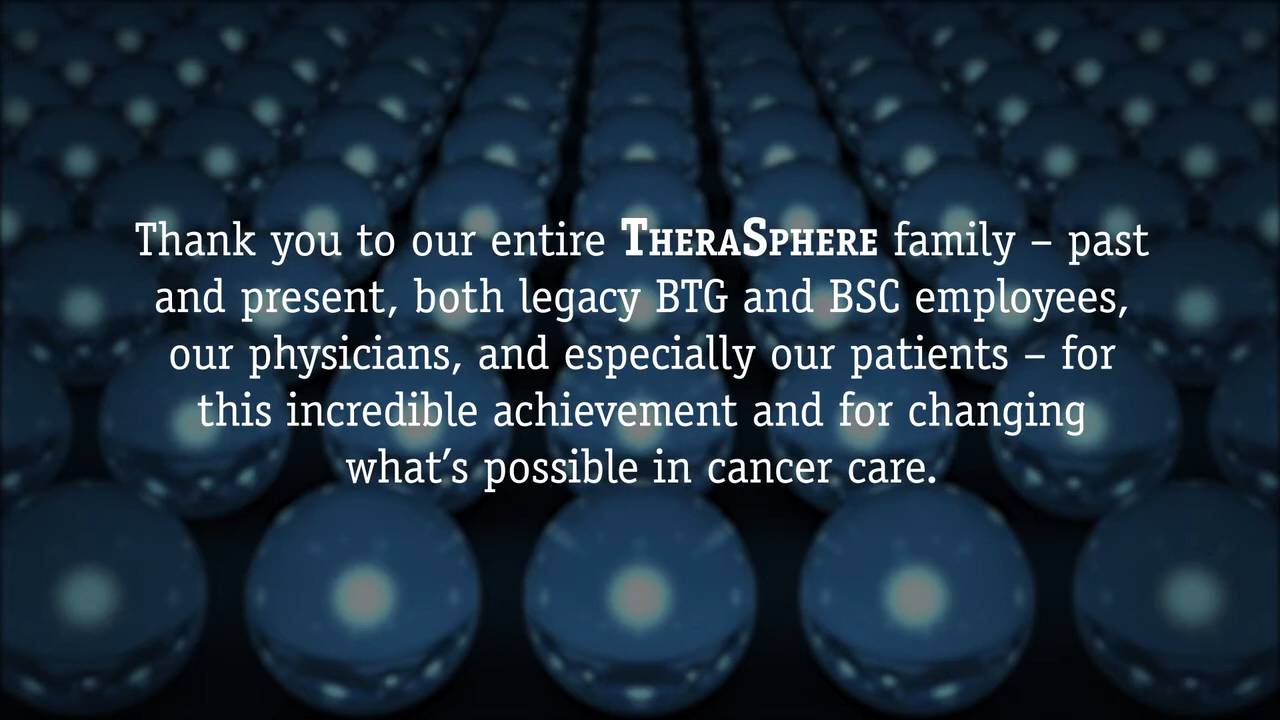 Thank you to our entire THERASPHERE family – past
and present, both legacy BTG and BSC employees,
our physicians, and especially our patients – for
this incredible achievement and for changing
what’s possible in cancer care.